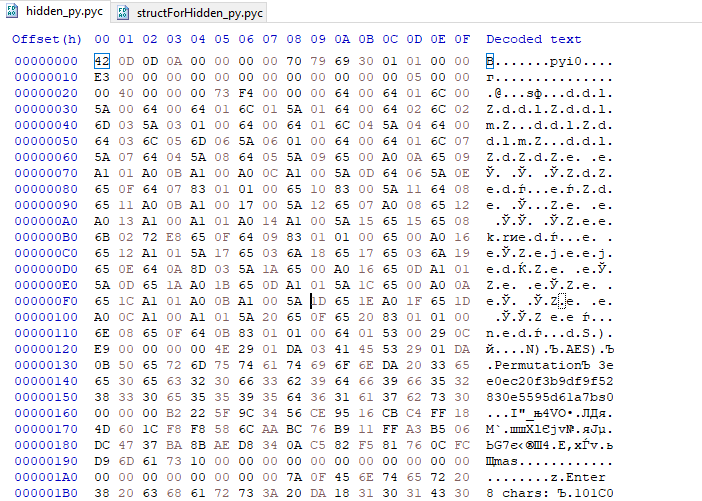 hidden_py.pyc structForHidden_py.pyc
Offset(h) 00 01 02 03 04 05 06 07 08 09 0A 0B 0C 0D 0E 0F Decoded text
00000000 42 0D 0D 0A 00 00 00 00 70 79 69 30 01 01 00 00 B.......pyi0....
00000010 E3 00 00 00 00 00 00 00 00 00 00 00 00 05 00 00 г...............
00000020 00 40 00 00 00 73 F4 00 00 00 64 00 64 01 6C 00 .@...sф...d.d.l.
00000030 5A 00 64 00 64 01 6C 01 5A 01 64 00 64 02 6C 02 Z.d.d.l.Z.d.d.l.
00000040 6D 03 5A 03 01 00 64 00 64 01 6C 04 5A 04 64 00 m.Z...d.d.l.Z.d.
00000050 64 03 6C 05 6D 06 5A 06 01 00 64 00 64 01 6C 07 d.l.m.Z...d.d.l.
00000060 5A 07 64 04 5A 08 64 05 5A 09 65 00 A0 0A 65 09 Z.d.Z.d.Z.e. .e.
00000070 A1 01 A0 0B A1 00 A0 0C A1 00 5A 0D 64 06 5A 0E Ў. .Ў. .Ў.Z.d.Z.
00000080 65 0F 64 07 83 01 01 00 65 10 83 00 5A 11 64 08 e.d.ѓ...e.ѓ.Z.d.
00000090 65 11 A0 0B A1 00 17 00 5A 12 65 07 A0 08 65 12 e. .Ў...Z.e. .e.
000000A0 A0 13 A1 00 A1 01 A0 14 A1 00 5A 15 65 15 65 08  .Ў.Ў. .Ў.Z.e.e.
000000B0 6B 02 72 E8 65 0F 64 09 83 01 01 00 65 00 A0 16 k.rиe.d.ѓ...e. .
000000C0 65 12 A1 01 5A 17 65 03 6A 18 65 17 65 03 6A 19 e.Ў.Z.e.j.e.e.j.
000000D0 65 0E 64 0A 8D 03 5A 1A 65 00 A0 16 65 0D A1 01 e.d.Ќ.Z.e. .e.Ў.
000000E0 5A 0D 65 1A A0 1B 65 0D A1 01 5A 1C 65 00 A0 0A Z.e. .e.Ў.Z.e. .
000000F0 65 1C A1 01 A0 0B A1 00 5A 1D 65 1E A0 1F 65 1D e.Ў. .Ў.Z.e. .e.
00000100 A0 0C A1 00 A1 01 5A 20 65 0F 65 20 83 01 01 00  .Ў.Ў.Z e.e ѓ...
00000110 6E 08 65 0F 64 0B 83 01 01 00 64 01 53 00 29 0C n.e.d.ѓ...d.S.).
00000120 E9 00 00 00 00 4E 29 01 DA 03 41 45 53 29 01 DA й....N).Ъ.AES).Ъ
00000130 0B 50 65 72 6D 75 74 61 74 69 6F 6E DA 20 33 65 .PermutationЪ 3e
00000140 65 30 65 63 32 30 66 33 62 39 64 66 39 66 35 32 e0ec20f3b9df9f52
00000150 38 33 30 65 35 35 39 35 64 36 31 61 37 62 73 30 830e5595d61a7bs0
00000160 00 00 00 B2 22 5F 9C 34 56 CE 95 16 CB C4 FF 18 ...І"_њ4VО•.ЛДя.
00000170 4D 60 1C F8 F8 58 6C AA BC 76 B9 11 FF A3 B5 06 M`.шшXlЄјv№.яЈµ.
00000180 DC 47 37 BA 8B AE D8 34 0A C5 82 F5 81 76 0C FC ЬG7є‹®Ш4.Е‚хЃv.ь
00000190 D9 6D 61 73 10 00 00 00 00 00 00 00 00 00 00 00 Щmas............
000001A0 00 00 00 00 00 00 00 00 7A 0F 45 6E 74 65 72 20 ........z.Enter 
000001B0 38 20 63 68 61 72 73 3A 20 DA 18 31 30 31 43 30 8 chars: Ъ.101C0